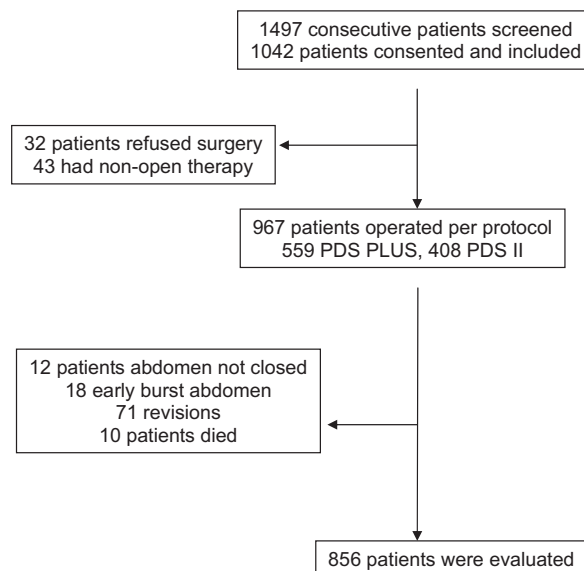 1497 consecutive patients screened
1042 patients consented and included
32 patients refused surgery
43 had non-open therapy
967 patients operated per protocol
559 PDS PLUS, 408 PDS II
12 patients abdomen not closed
18 early burst abdomen
71 revisions
10 patients died
856 patients were evaluated